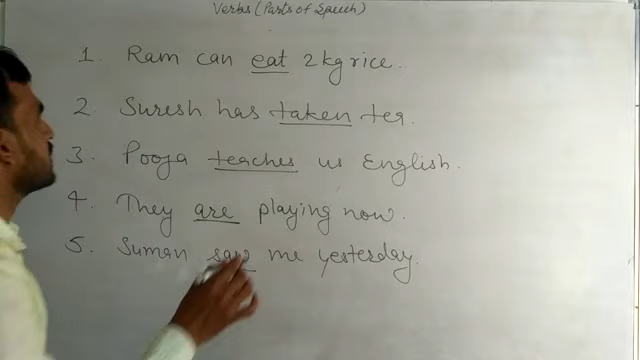 Verbs (Parts of Speech)
1. Ram can eat 2kg rice.
2. Suresh has taken tea.
3. Pooja teaches us English.
4. They are playing now.
5. Suman saw me yesterday.